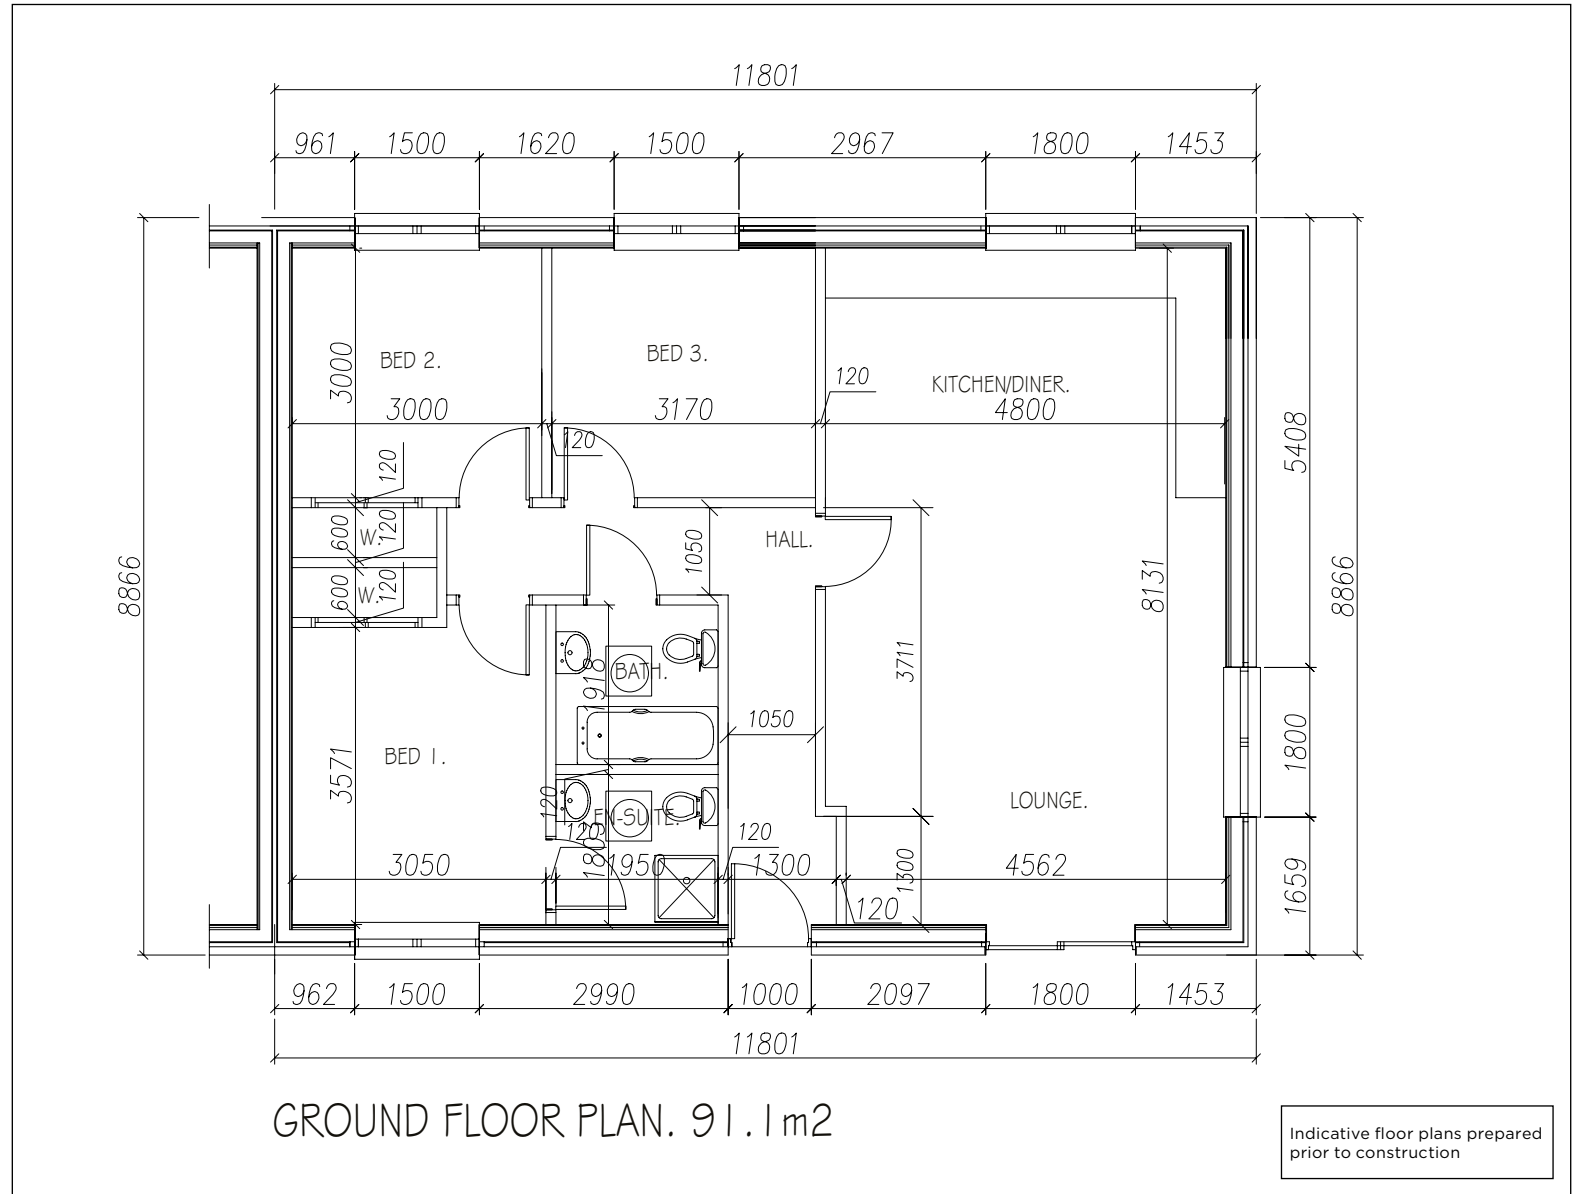 11801
961 1500 1620 1500 2967 1800 1453
BED 2.
BED 3.
KITCHEN/DINER.
3000
120
3000 3170 4800
120
5408
120
600 W. 120
HALL.
1050
8866
8131
8866
600 W. 120
3711
918
BATH.
1050
1800
BED 1.
3571
120
EN-SUITE.
LOUNGE.
120
120
1803
3050 1950 1300 4562
1300
1659
120
962 1500 2990 1000 2097 1800 1453
11801
GROUND FLOOR PLAN. 91.1m2
Indicative floor plans prepared
prior to construction